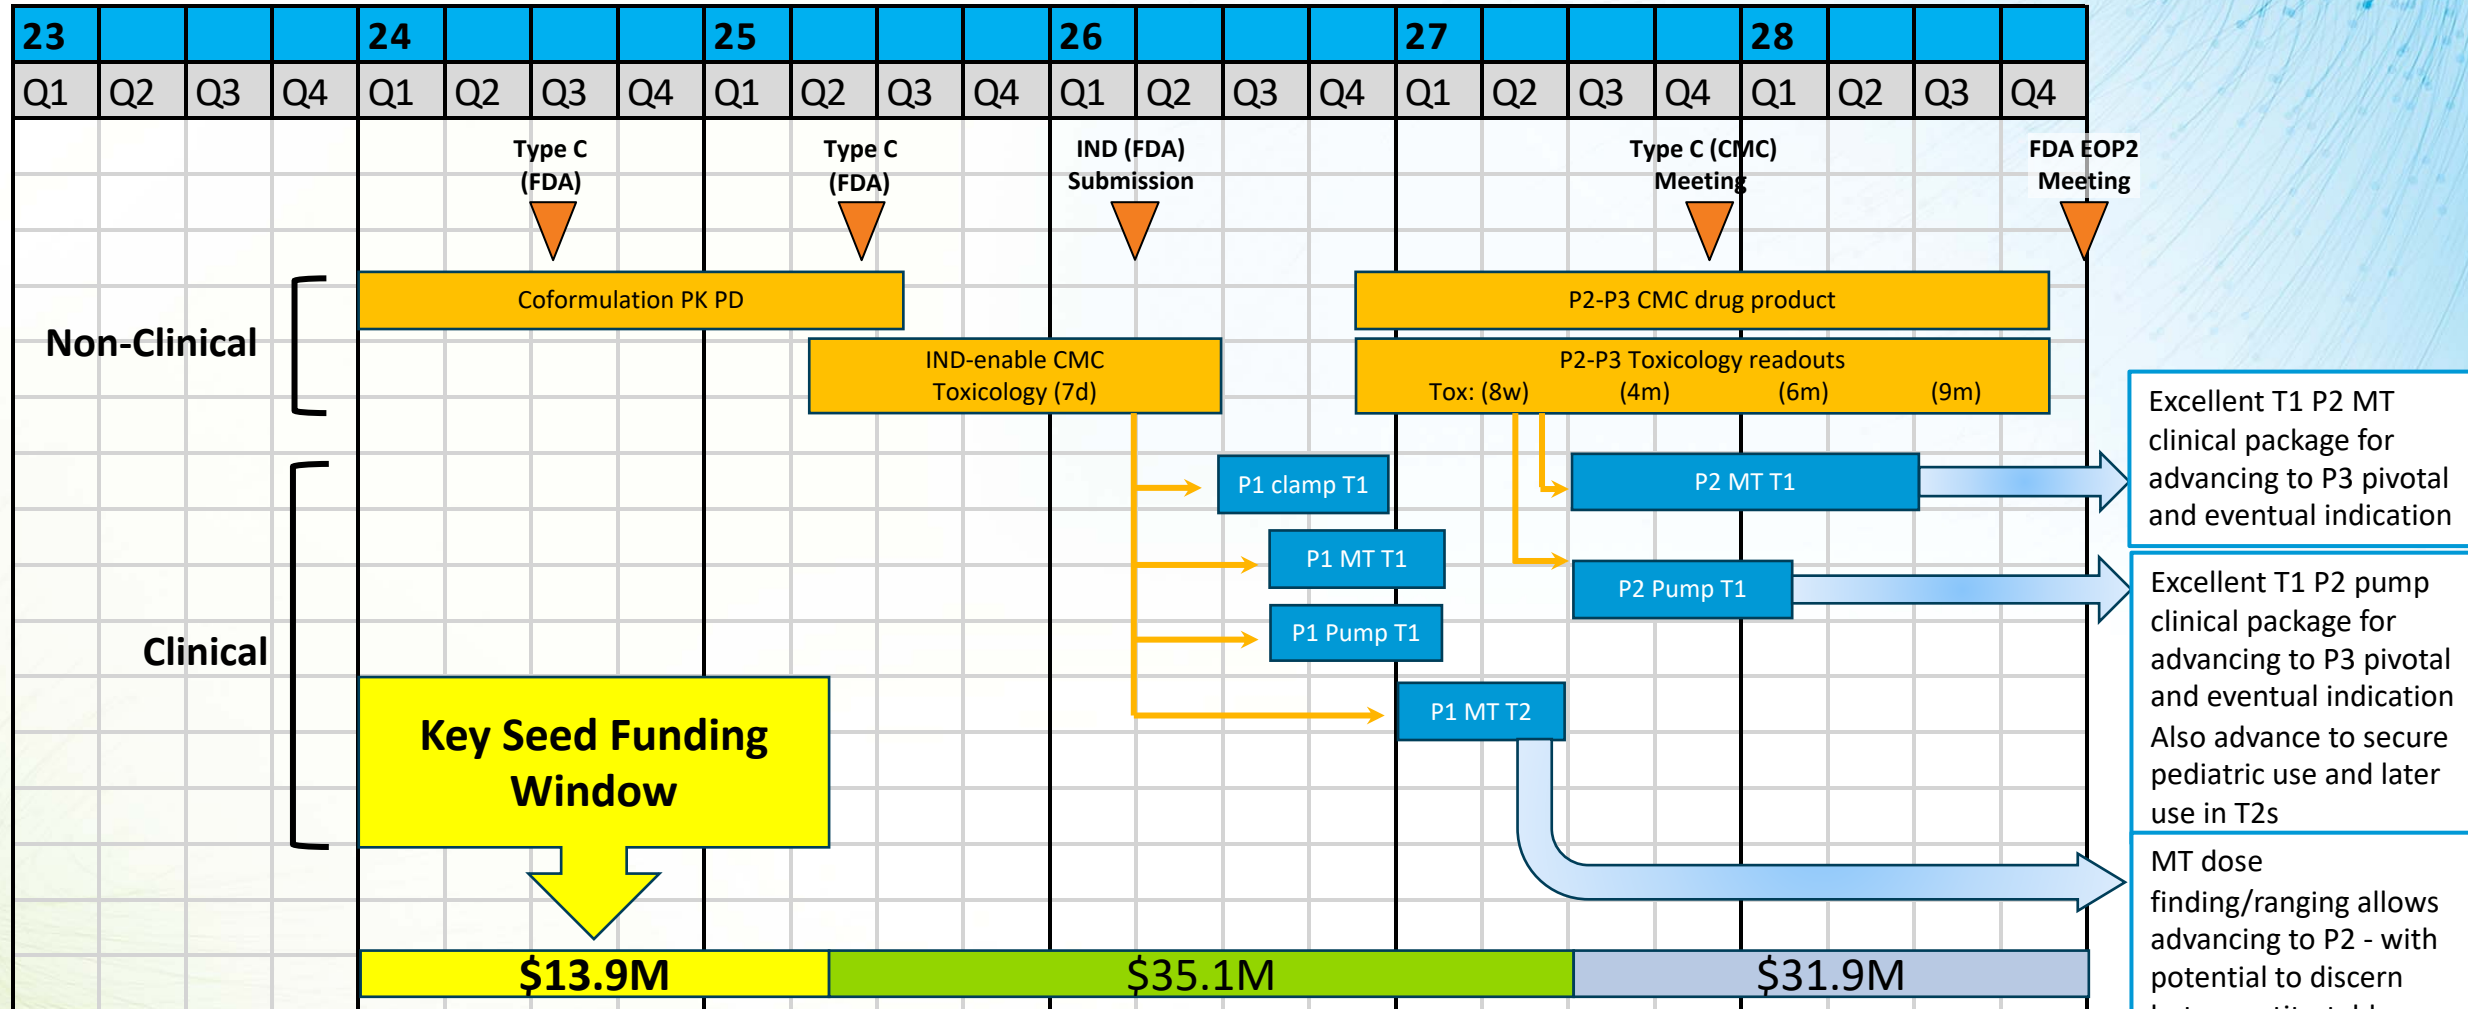 23 24 25 26 27 28
Q1 Q2 Q3 Q4 Q1 Q2 Q3 Q4 Q1 Q2 Q3 Q4 Q1 Q2 Q3 Q4 Q1 Q2 Q3 Q4 Q1 Q2 Q3 Q4
Type C
(FDA)
Type C
(FDA)
IND (FDA)
Submission
Type C (CMC)
Meeting
FDA EOP2
Meeting
Non-Clinical
Coformulation PK PD
P2-P3 CMC drug product
IND-enable CMC
Toxicology (7d)
P2-P3 Toxicology readouts
Tox: (8w) (4m) (6m) (9m)
Clinical
P1 clamp T1
P2 MT T1
P1 MT T1
P2 Pump T1
P1 Pump T1
P1 MT T2
Key Seed Funding
Window
$13.9M
$35.1M
$31.9M
Excellent T1 P2 MT
clinical package for
advancing to P3 pivotal
and eventual indication
Excellent T1 P2 pump
clinical package for
advancing to P3 pivotal
and eventual indication
Also advance to secure
pediatric use and later
use in T2s
MT dose
finding/ranging allows
advancing to P2 - with
potential to discern